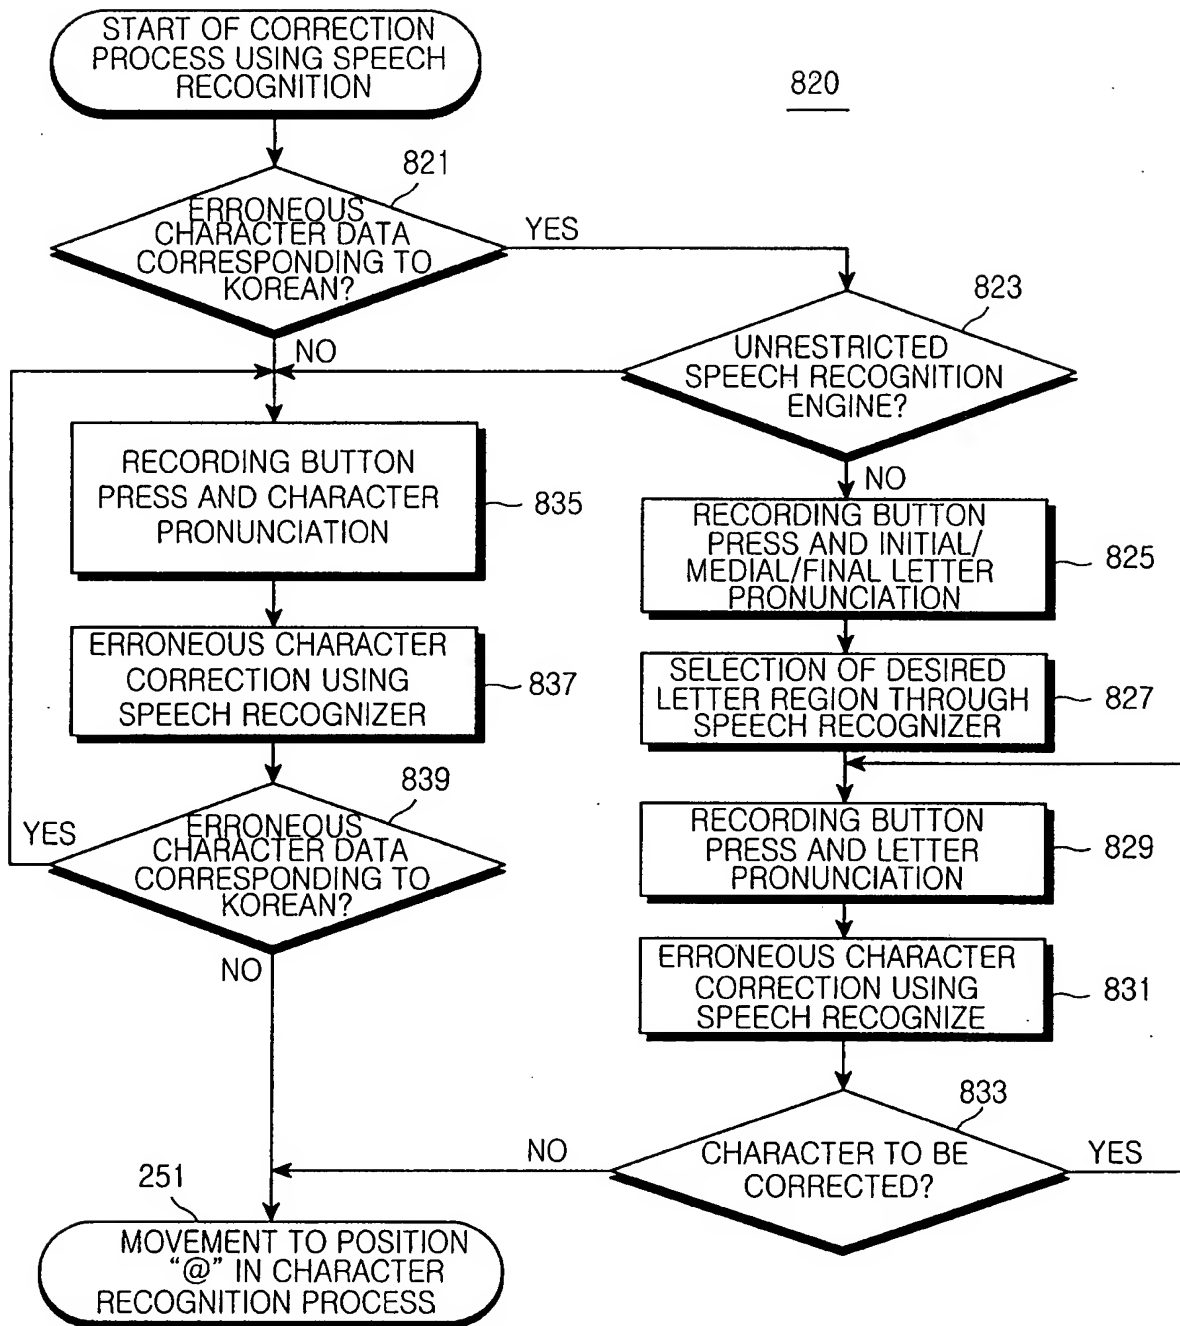 START OF CORRECTION
PROCESS USING SPEECH
RECOGNITION
820
821
ERRONEOUS
CHARACTER DATA
CORRESPONDING TO
KOREAN?
YES
NO
823
UNRESTRICTED
SPEECH RECOGNITION
ENGINE?
NO
RECORDING BUTTON
PRESS AND CHARACTER
PRONUNCIATION
835
RECORDING BUTTON
PRESS AND INITIAL/
MEDIAL/FINAL LETTER
PRONUNCIATION
825
ERRONEOUS CHARACTER
CORRECTION USING
SPEECH RECOGNIZER
837
SELECTION OF DESIRED
LETTER REGION THROUGH
SPEECH RECOGNIZER
827
839
YES
ERRONEOUS
CHARACTER DATA
CORRESPONDING TO
KOREAN?
NO
RECORDING BUTTON
PRESS AND LETTER
PRONUNCIATION
829
ERRONEOUS CHARACTER
CORRECTION USING
SPEECH RECOGNIZE
831
833
CHARACTER TO BE
CORRECTED?
NO
YES
251
MOVEMENT TO POSITION
"@" IN CHARACTER
RECOGNITION PROCESS